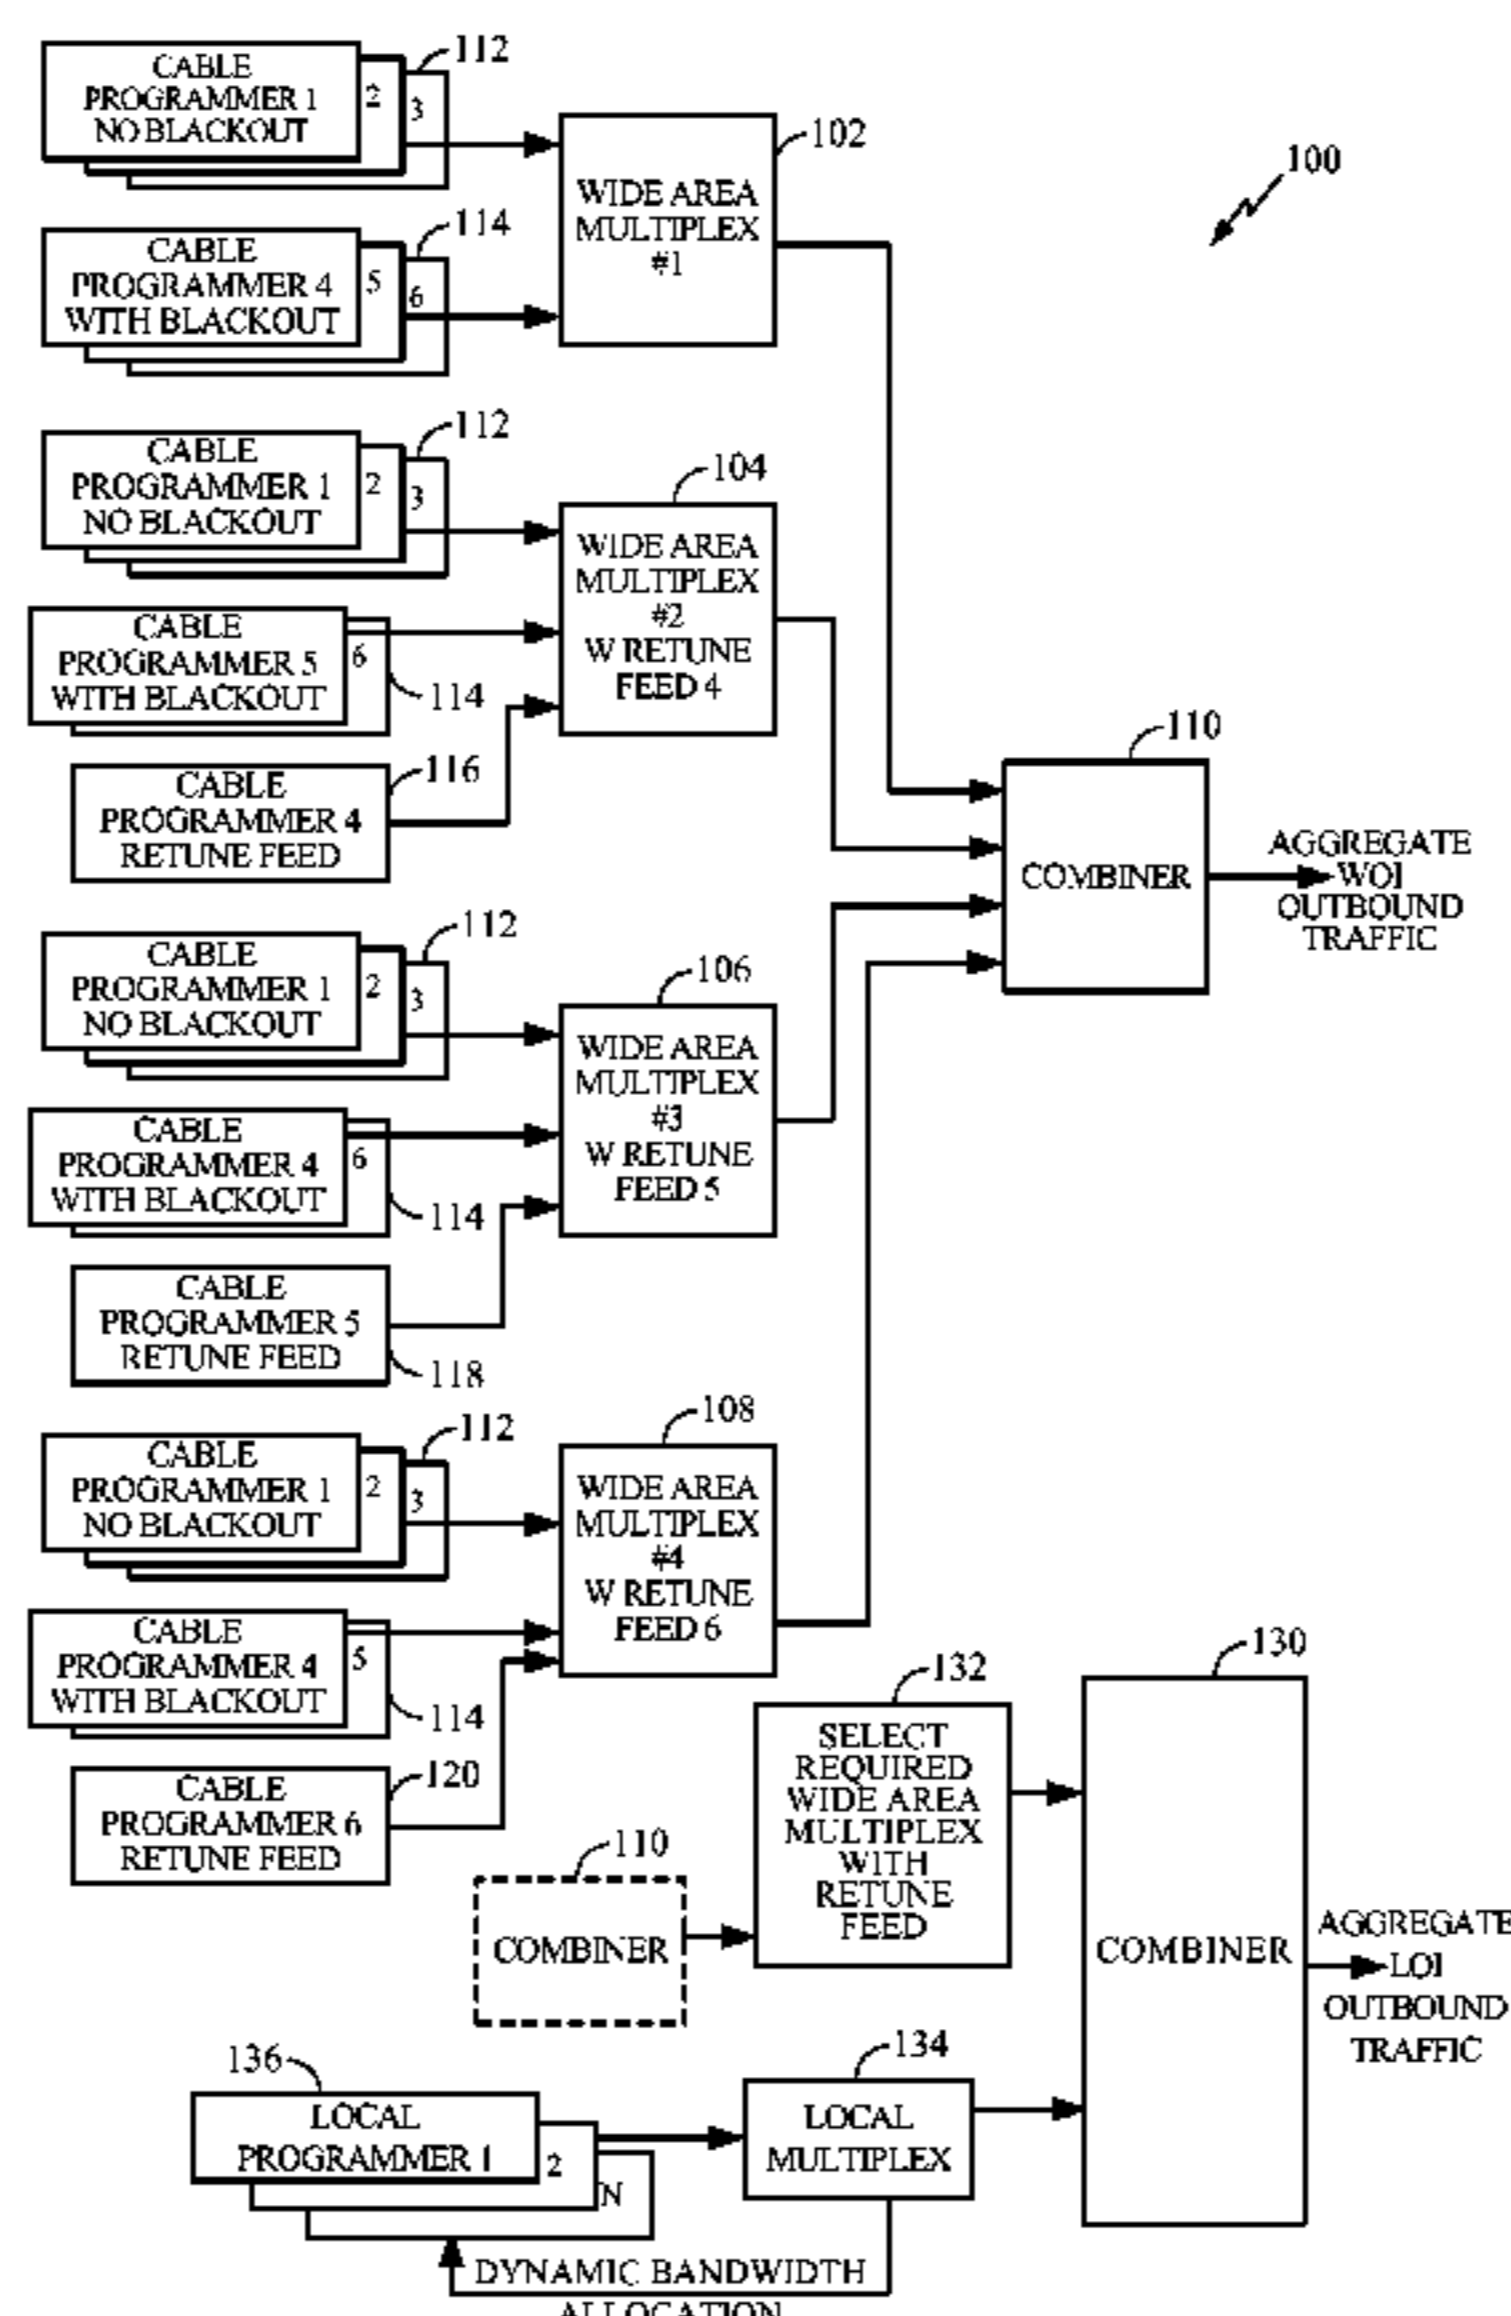 112
CABLE
PROGRAMMER 1
NO BLACKOUT
2
3
102
WIDE AREA
MULTIPLEX
#1
100
114
CABLE
PROGRAMMER 4
WITH BLACKOUT
5
6
112
CABLE
PROGRAMMER 1
NO BLACKOUT
2
3
104
WIDE AREA
MULTIPLEX
#2
W RETUNE
FEED 4
CABLE
PROGRAMMER 5
WITH BLACKOUT
6
114
116
CABLE
PROGRAMMER 4
RETUNE FEED
110
COMBINER
AGGREGATE
WOI
OUTBOUND
TRAFFIC
112
CABLE
PROGRAMMER 1
NO BLACKOUT
2
3
106
WIDE AREA
MULTIPLEX
#3
W RETUNE
FEED 5
CABLE
PROGRAMMER 4
WITH BLACKOUT
6
114
CABLE
PROGRAMMER 5
RETUNE FEED
118
112
CABLE
PROGRAMMER 1
NO BLACKOUT
2
3
108
WIDE AREA
MULTIPLEX
#4
W RETUNE
FEED 6
CABLE
PROGRAMMER 4
WITH BLACKOUT
5
114
120
CABLE
PROGRAMMER 6
RETUNE FEED
132
SELECT
REQUIRED
WIDE AREA
MULTIPLEX
WITH
RETUNE
FEED
130
COMBINER
110
COMBINER
AGGREGATE
LOI
OUTBOUND
TRAFFIC
136
LOCAL
PROGRAMMER 1
2
N
134
LOCAL
MULTIPLEX
DYNAMIC BANDWIDTH
ALLOCATION